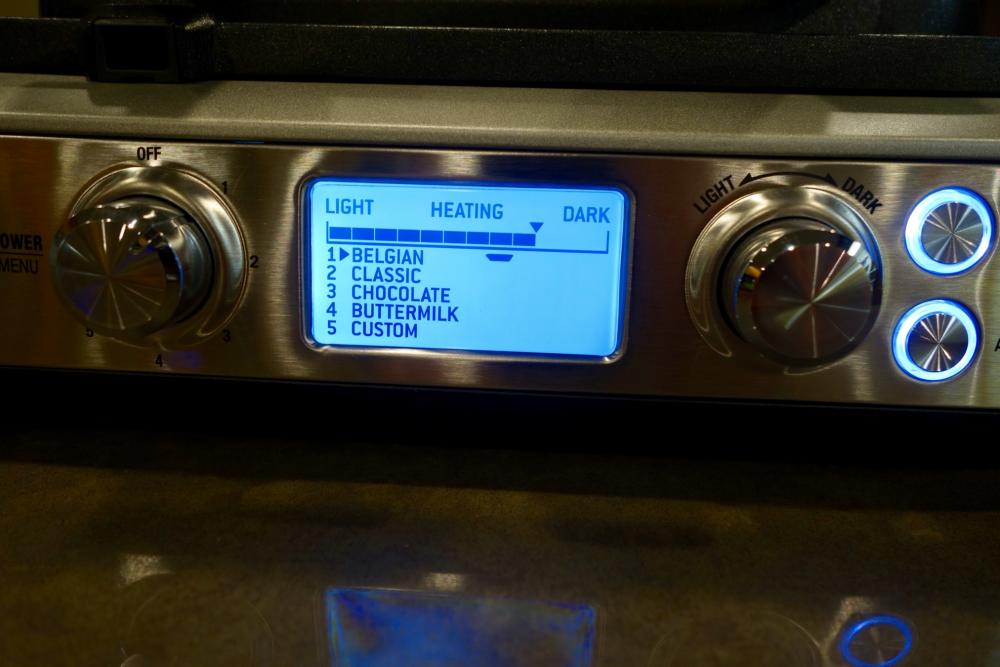 OFF
1
2
3
4
5
OWER
MENU
LIGHT HEATING DARK
1 BELGIAN
2 CLASSIC
3 CHOCOLATE
4 BUTTERMILK
5 CUSTOM
LIGHT DARK
A